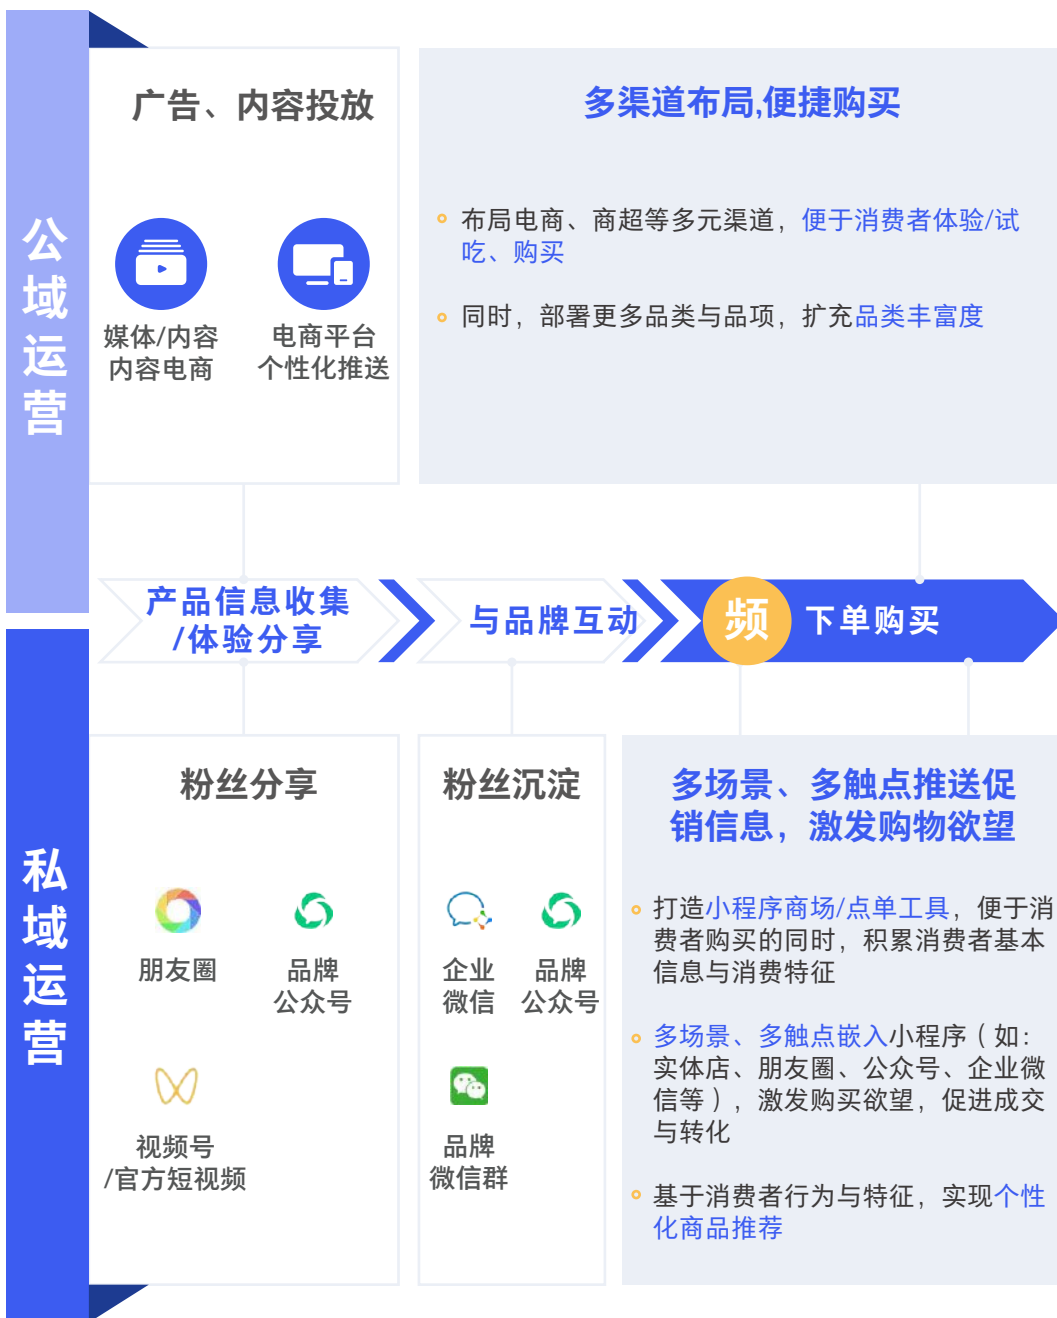 公域运营
广告、内容投放
媒体/内容
内容电商
电商平台
个性化推送
多渠道布局,便捷购买
布局电商、商超等多元渠道，便于消费者体验/试
吃、购买
同时，部署更多品类与品项，扩充品类丰富度
产品信息收集
/体验分享
与品牌互动
频
下单购买
私域运营
粉丝分享
朋友圈
品牌
公众号
视频号
/官方短视频
粉丝沉淀
企业
微信
品牌
公众号
品牌
微信群
多场景、多触点推送促
销信息，激发购物欲望
打造小程序商场/点单工具，便于消
费者购买的同时，积累消费者基本
信息与消费特征
多场景、多触点嵌入小程序（如：
实体店、朋友圈、公众号、企业微
信等），激发购买欲望，促进成交
与转化
基于消费者行为与特征，实现个性
化商品推荐